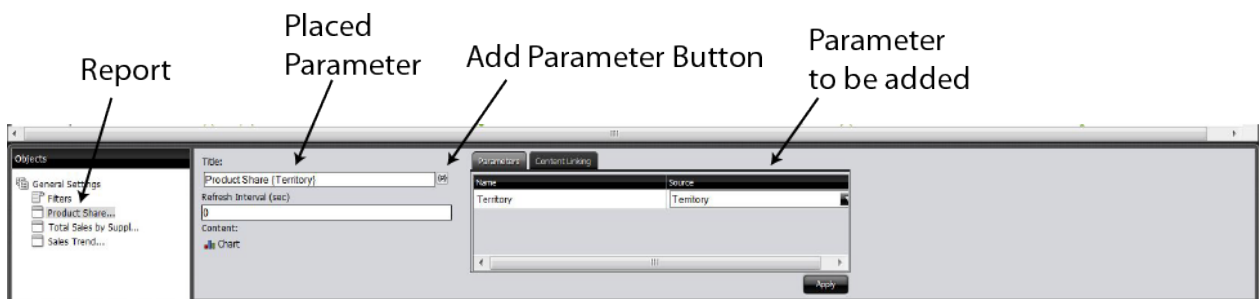 Placed
Parameter
Report
Add Parameter Button
Parameter
to be added
Objects
General Settings
Filters
Product Share...
Total Sales by Suppl...
Sales Trend...
Title:
Product Share {Territory}
Refresh Interval (sec)
0
Content:
Chart
Parameters
Content Linking
Name
Source
Territory
Territory
Apply